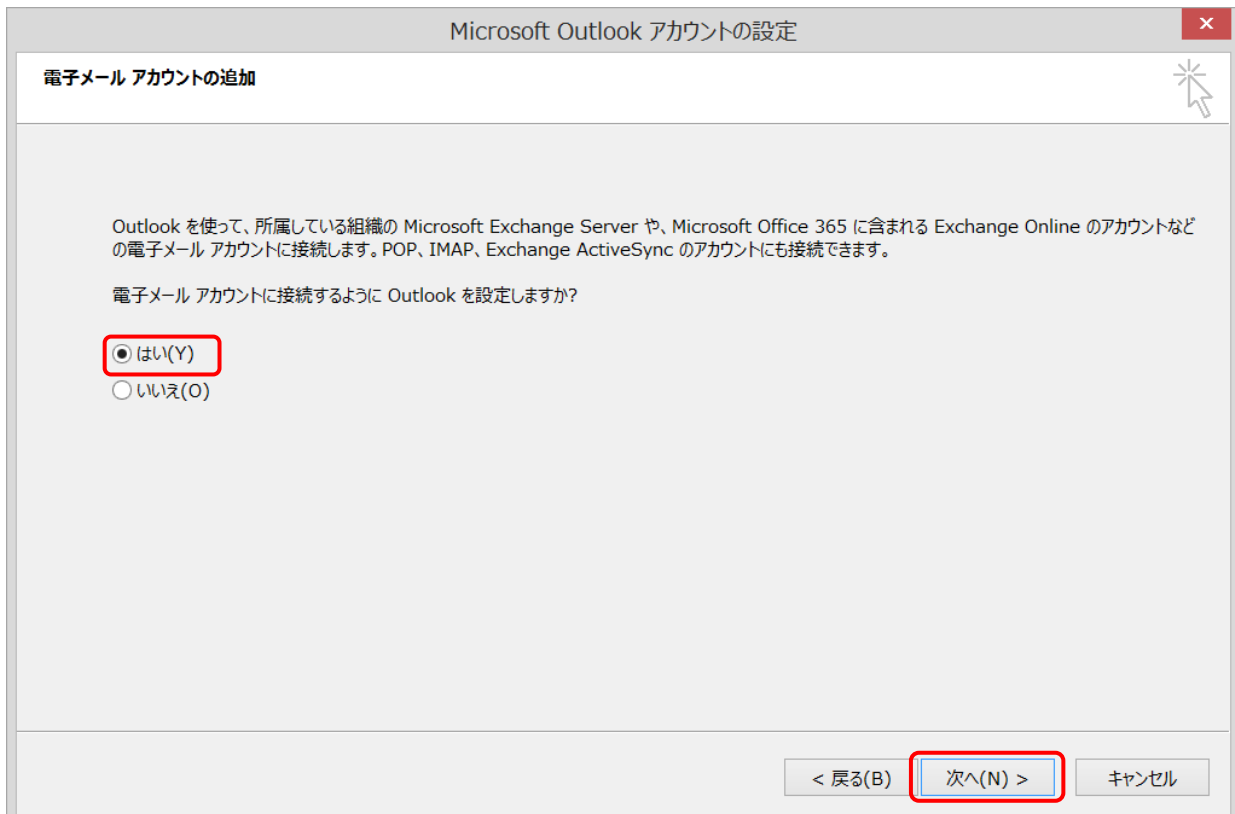 Microsoft Outlook アカウントの設定
電子メール アカウントの追加
Outlook を使って、所属している組織の Microsoft Exchange Server や、Microsoft Office 365 に含まれる Exchange Online のアカウントなど
の電子メール アカウントに接続します。POP、IMAP、Exchange ActiveSync のアカウントにも接続できます。
電子メール アカウントに接続するように Outlook を設定しますか?
はい(Y)
いいえ(O)
< 戻る(B) 次へ(N) > キャンセル